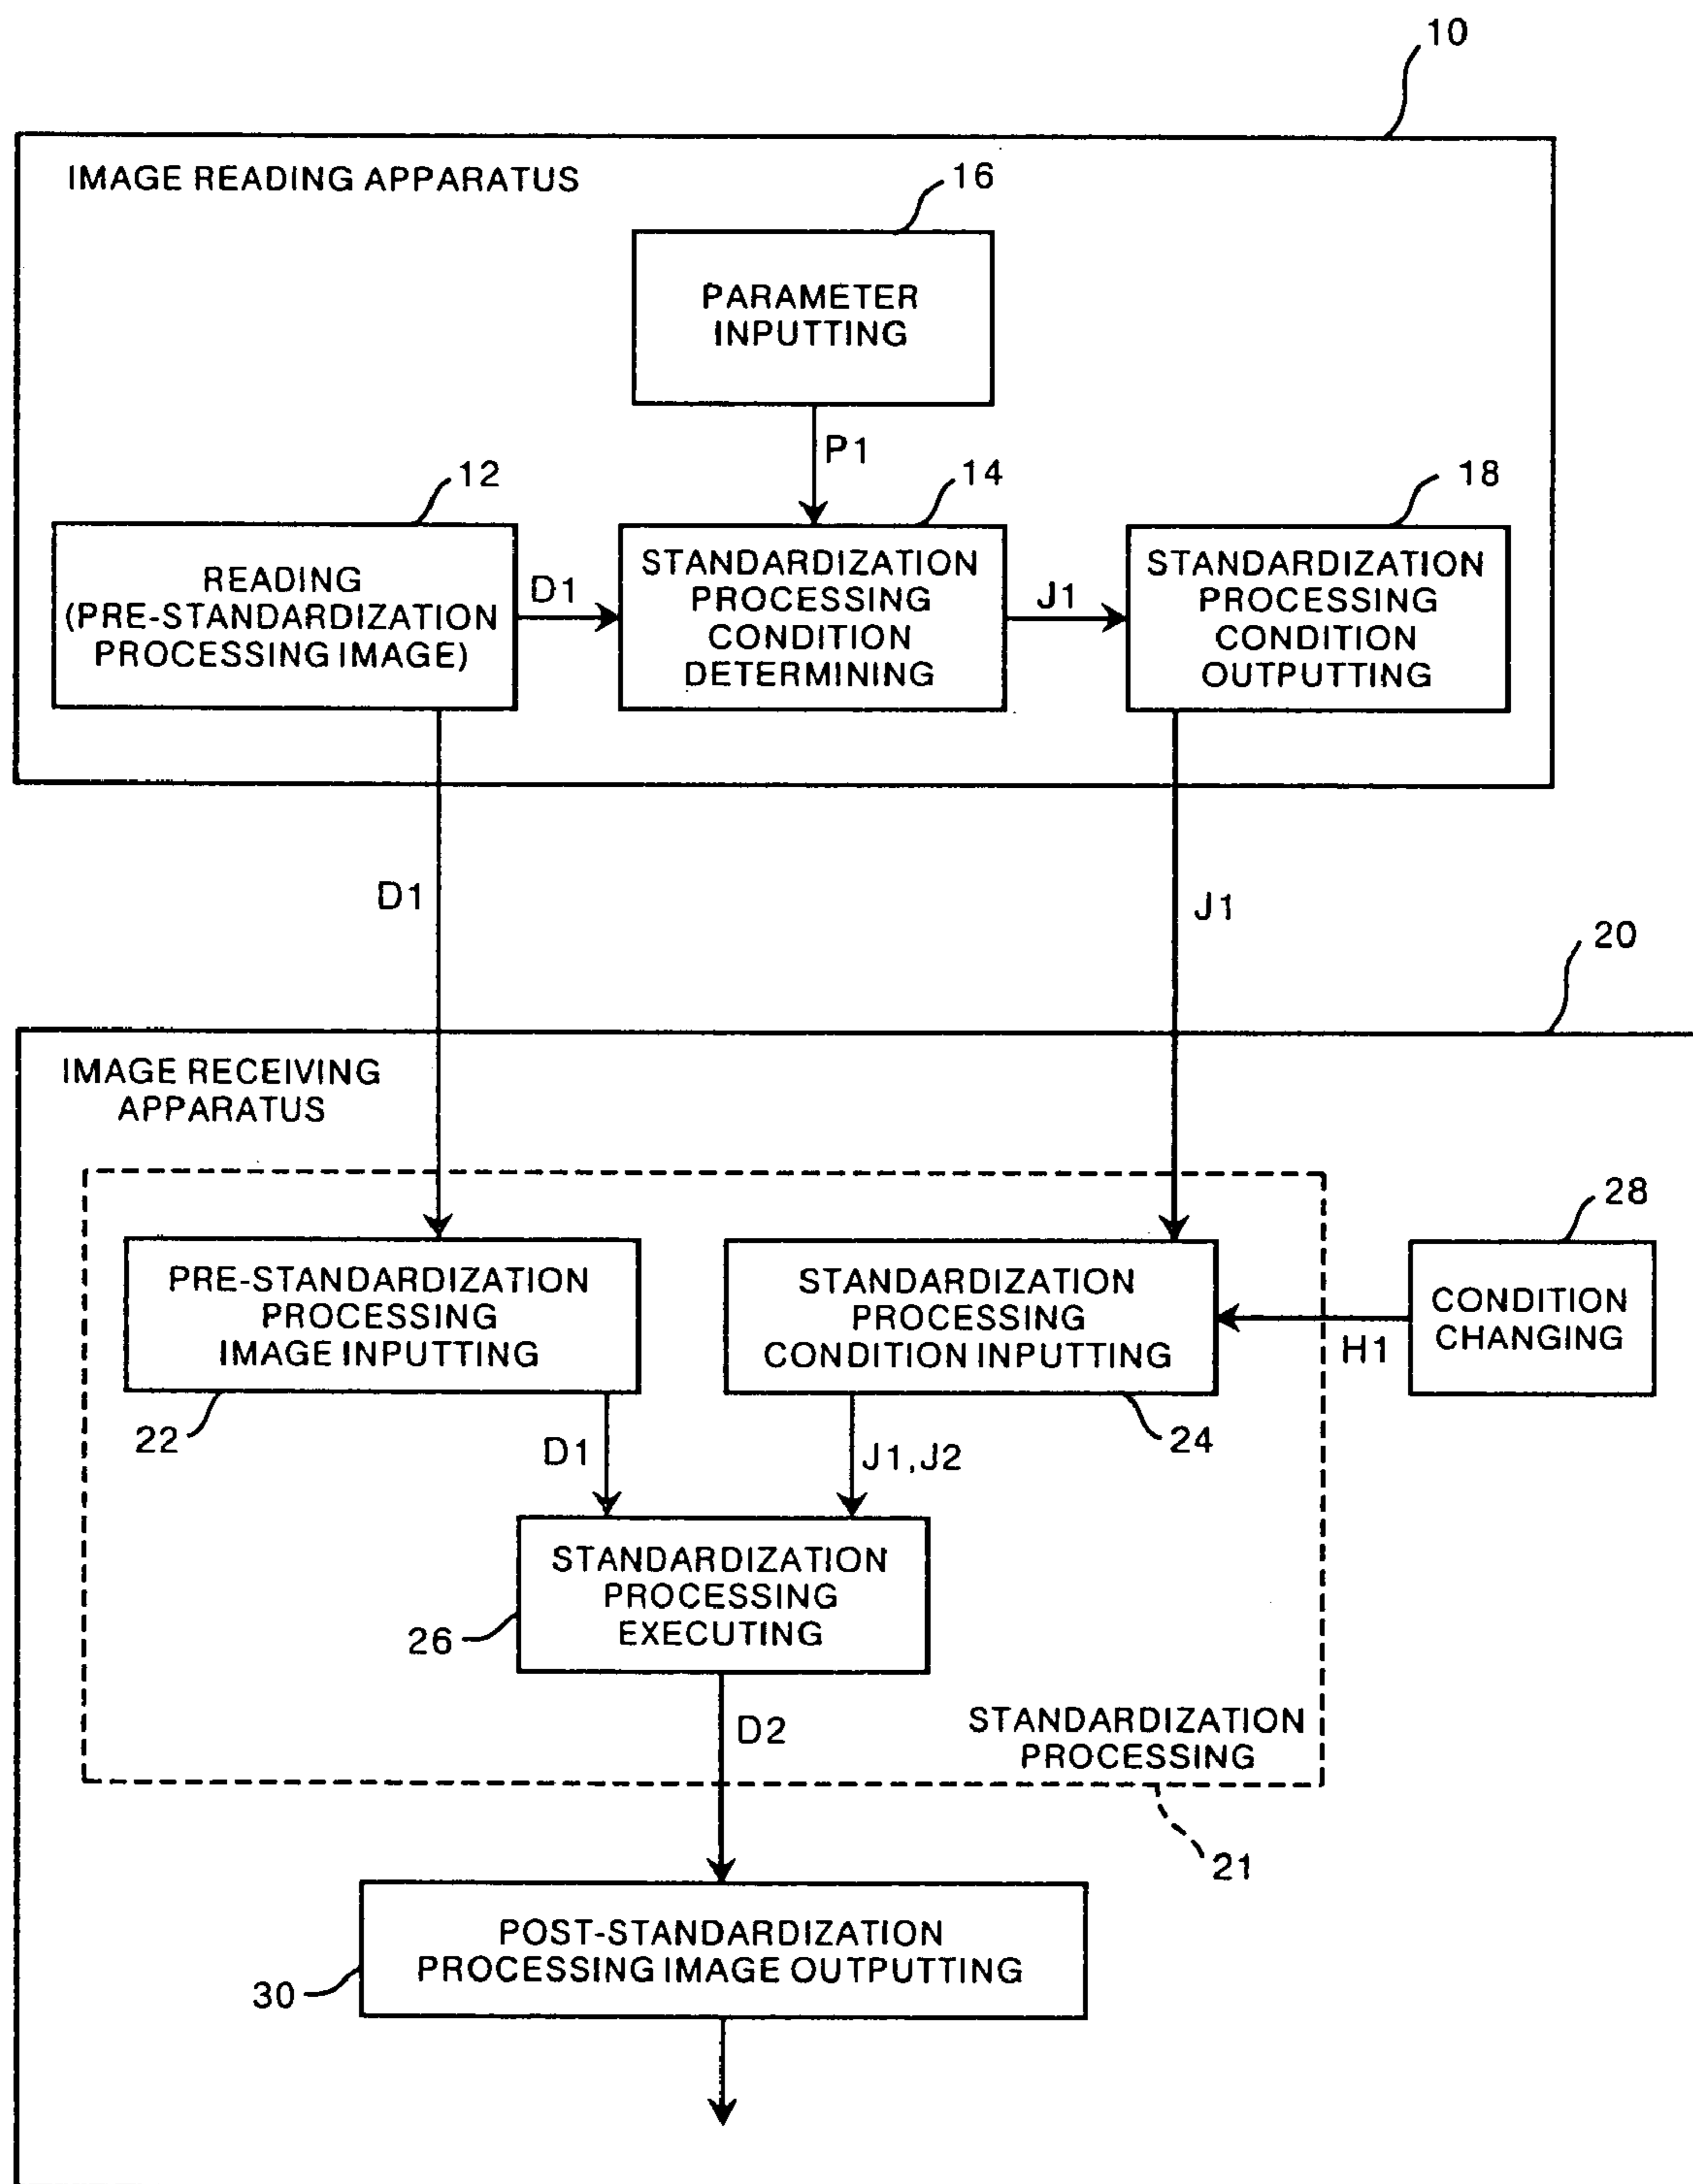 10
IMAGE READING APPARATUS
16
PARAMETER
INPUTTING
P1
12
14
18
READING
(PRE-STANDARDIZATION
PROCESSING IMAGE)
D1
STANDARDIZATION
PROCESSING
CONDITION
DETERMINING
J1
STANDARDIZATION
PROCESSING
CONDITION
OUTPUTTING
D1
J1
20
IMAGE RECEIVING
APPARATUS
28
PRE-STANDARDIZATION
PROCESSING
IMAGE INPUTTING
STANDARDIZATION
PROCESSING
CONDITION INPUTTING
H1
CONDITION
CHANGING
22
24
D1
J1,J2
STANDARDIZATION
PROCESSING
EXECUTING
26
D2
STANDARDIZATION
PROCESSING
21
POST-STANDARDIZATION
PROCESSING IMAGE OUTPUTTING
30